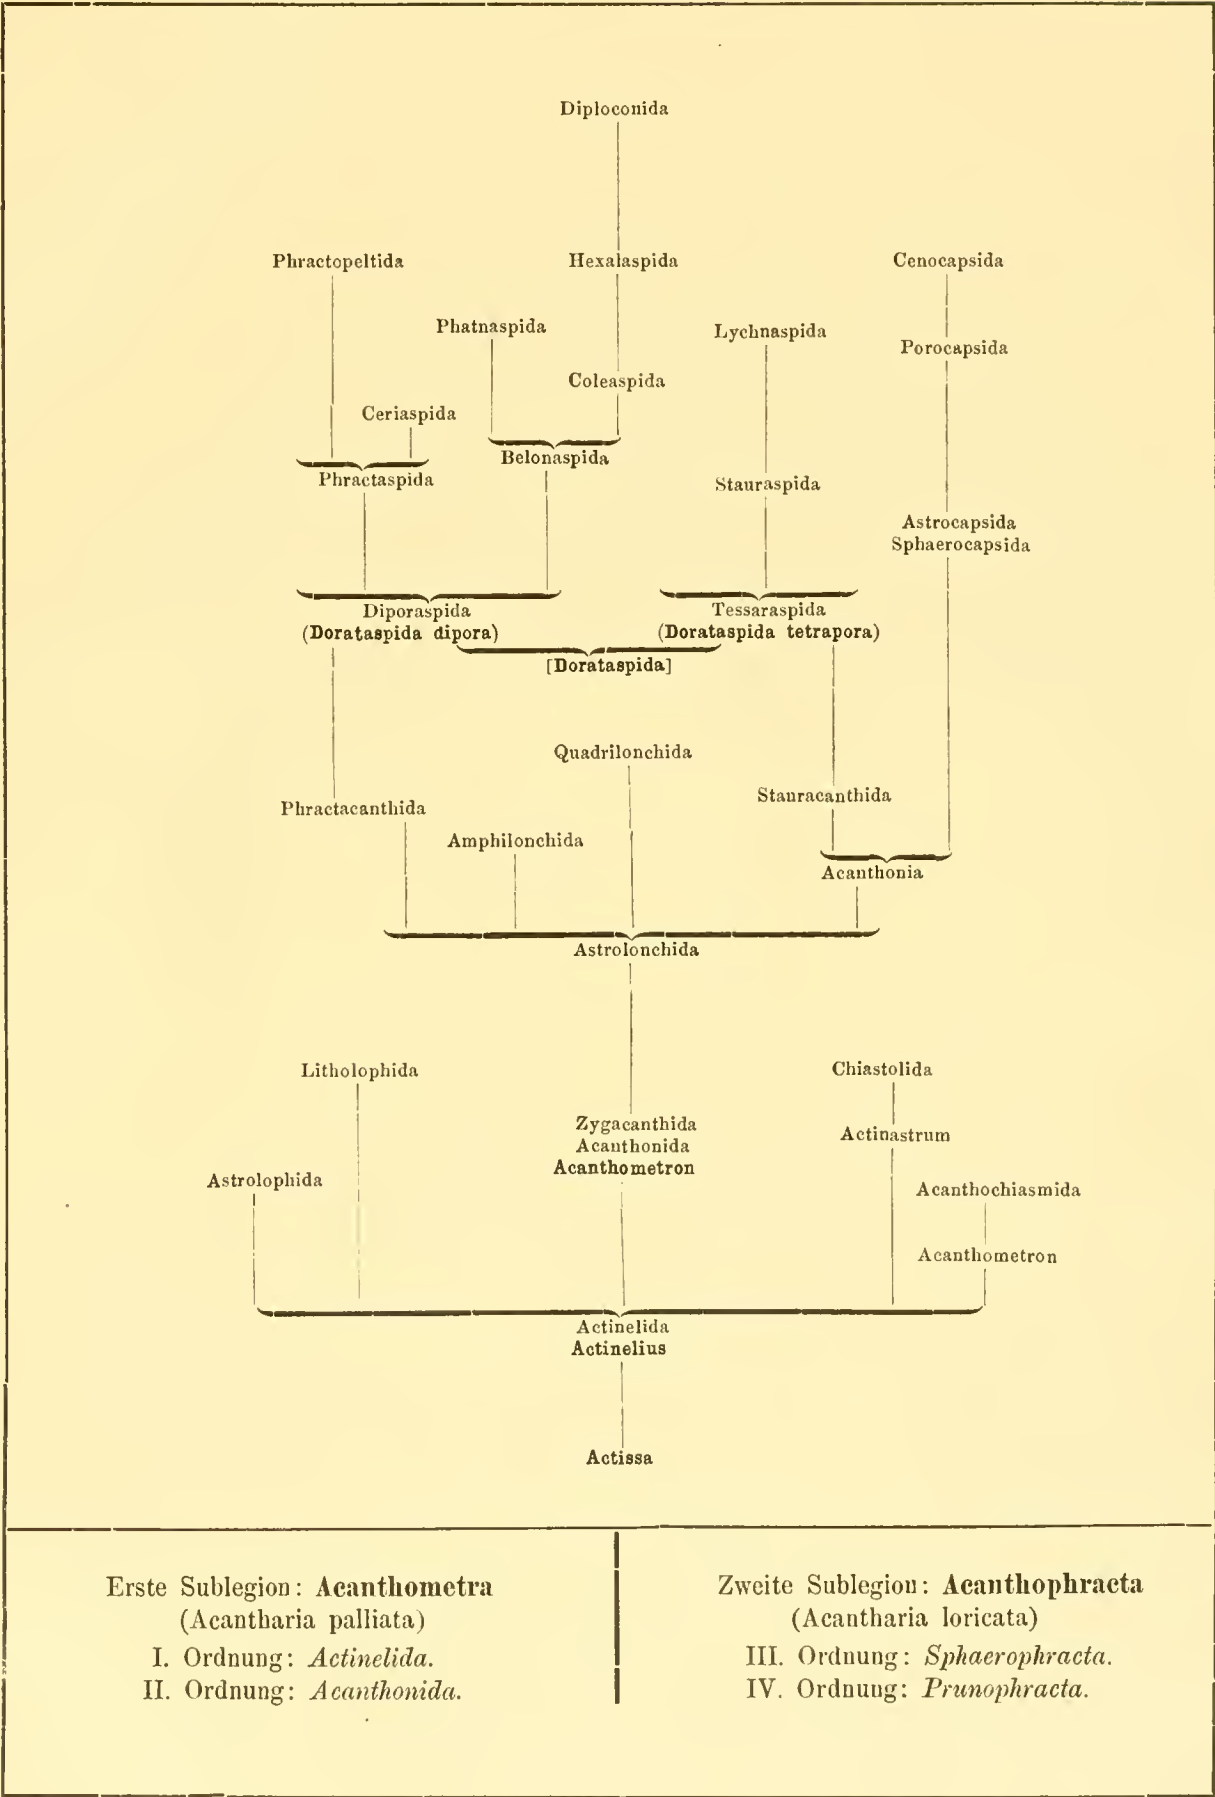 Diploconida
Phractopeltida Hexalaspida Cenocapsida
Phatnaspida Lychnaspida
Porocapsida
Coleaspida
Ceriaspida
Belonaspida
Phractaspida Stauraspida
Astrocapsida
Sphaerocapsida
Diporaspida Tessaraspida
(Dorataspida dipora) (Dorataspida tetrapora)
[Dorataspida]
Quadrilonchida
Stauracanthida
Phractacanthida
Amphilonchida
Acanthonia
Astrolonchida
Litholophida Chiastolida
Zygacanthida
Actinastrum
Acanthonida
Acanthometron
Astrolophida
Acanthochiasmida
Acanthometron
Actinelida
Actinelius
Actissa
Erste Sublegion: Acanthometra
(Acantharia palliata)
I. Ordnung: Actinelida.
II. Ordnung: Acanthonida.
Zweite Sublegion: Acanthophracta
(Acantharia loricata)
III. Ordnung: Sphaerophracta.
IV. Ordnung: Prunophracta.